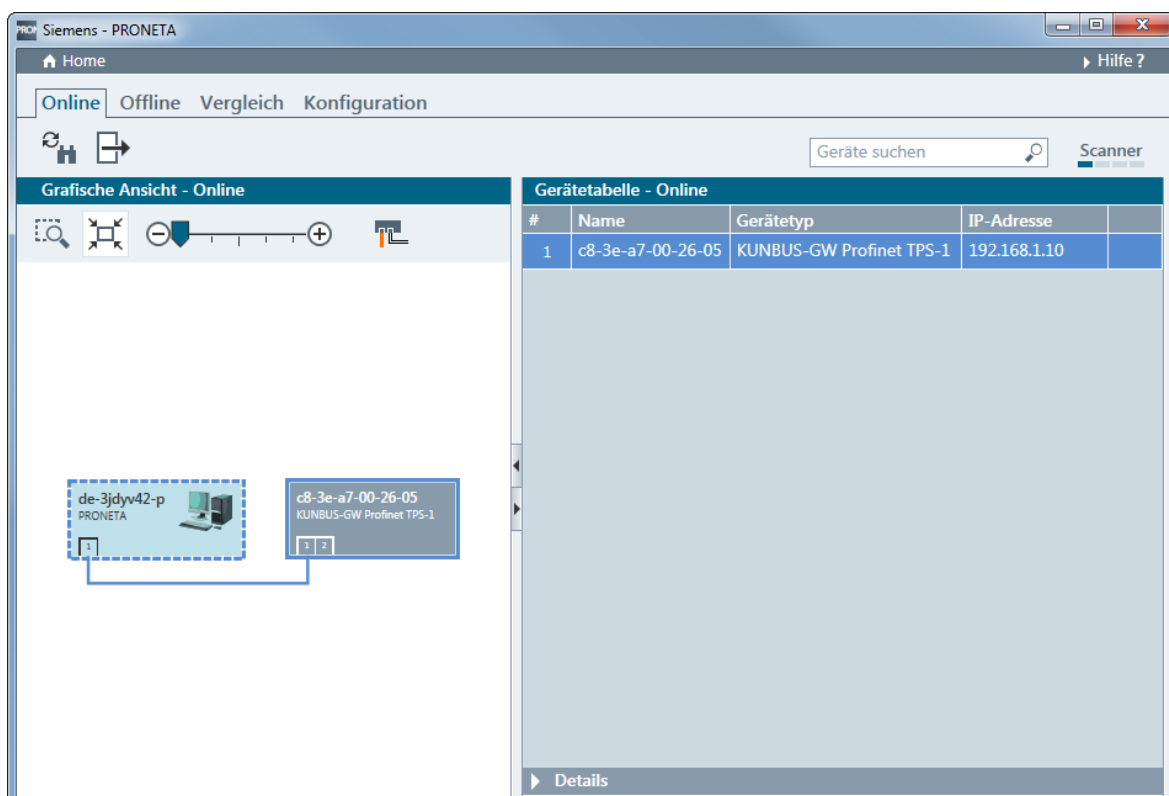 Siemens - PRONETA
Home
Hilfe ?
Online Offline Vergleich Konfiguration
Geräte suchen
Scanner
Grafische Ansicht - Online
Gerätetabelle - Online
# Name Gerätetyp IP-Adresse
1 c8-3e-a7-00-26-05 KUNBUS-GW Profinet TPS-1 192.168.1.10
de-3jdyv42-p
PRONETA
1
c8-3e-a7-00-26-05
KUNBUS-GW Profinet TPS-1
1 2
Details